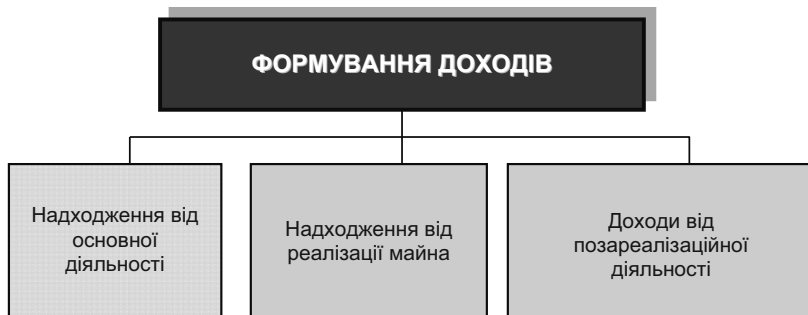 ФОРМУВАННЯ ДОХОДІВ
Надходження від
основної
діяльності
Надходження від
реалізації майна
Доходи від
позареалізаційної
діяльності